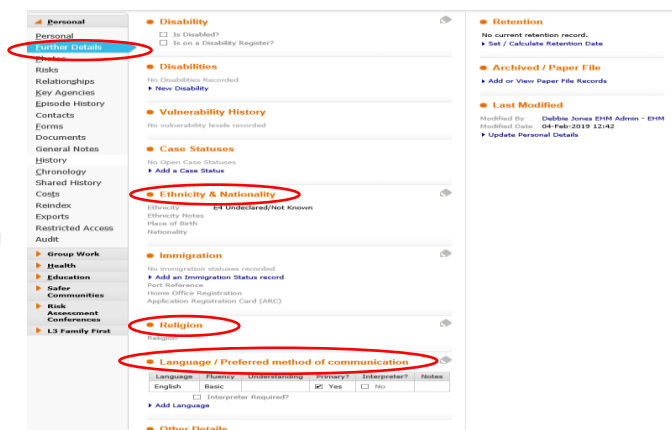 Personal
Personal
Further Details
Photos
Risks
Relationships
Key Agencies
Episode History
Contacts
Forms
Documents
General Notes
History
Chronology
Shared History
Costs
Reindex
Exports
Restricted Access
Audit
Group Work
Health
Education
Safer
Communities
Risk
Assessment
Conferences
L3 Family First
Disability
Is Disabled?
Is on a Disability Register?
Disabilities
No Disabilities Recorded
New Disability
Vulnerability History
No vulnerability levels recorded
Case Statuses
No Open Case Statuses
Add a Case Status
Ethnicity & Nationality
Ethnicity E4 Undeclared/Not Known
Ethnicity Notes
Place of Birth
Nationality
Immigration
No immigration statuses recorded
Add an Immigration Status record
Port Reference
Home Office Registration
Application Registration Card (ARC)
Religion
Religion
Language / Preferred method of communication
Language Fluency Understanding Primary? Interpreter? Notes
English Basic Yes No
Interpreter Required?
Add Language
Other Details
Retention
No current retention record.
Set / Calculate Retention Date
Archived / Paper File
Add or View Paper File Records
Last Modified
Modified By Debbie Jones EHM Admin - EHM
Modified Date 04-Feb-2019 12:42
Update Personal Details